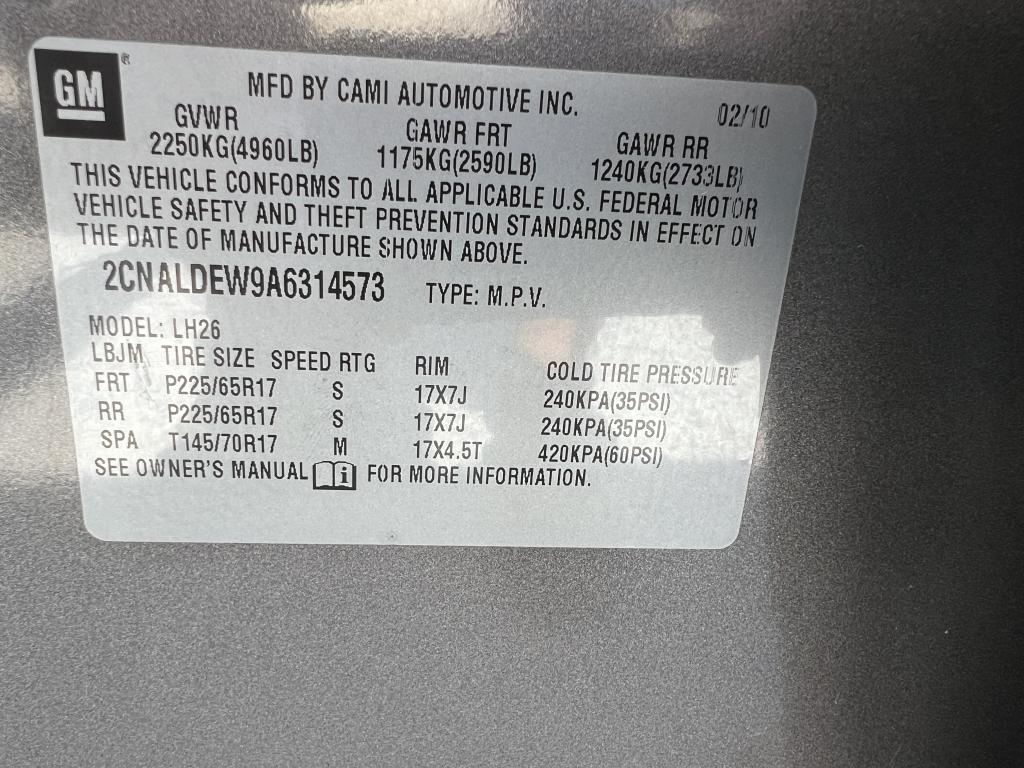 GM®
MFD BY CAMI AUTOMOTIVE INC. 02/10
GVWR GAWR FRT GAWR RR
2250KG(4960LB) 1175KG(2590LB) 1240KG(2733LB)
THIS VEHICLE CONFORMS TO ALL APPLICABLE U.S. FEDERAL MOTOR
VEHICLE SAFETY AND THEFT PREVENTION STANDARDS IN EFFECT ON
THE DATE OF MANUFACTURE SHOWN ABOVE.
2CNALDEW9A6314573 TYPE: M.P.V.
MODEL: LH26
LBJM TIRE SIZE SPEED RTG RIM COLD TIRE PRESSURE
FRT P225/65R17 S 17X7J 240KPA(35PSI)
RR P225/65R17 S 17X7J 240KPA(35PSI)
SPA T145/70R17 M 17X4.5T 420KPA(60PSI)
SEE OWNER'S MANUAL i FOR MORE INFORMATION.